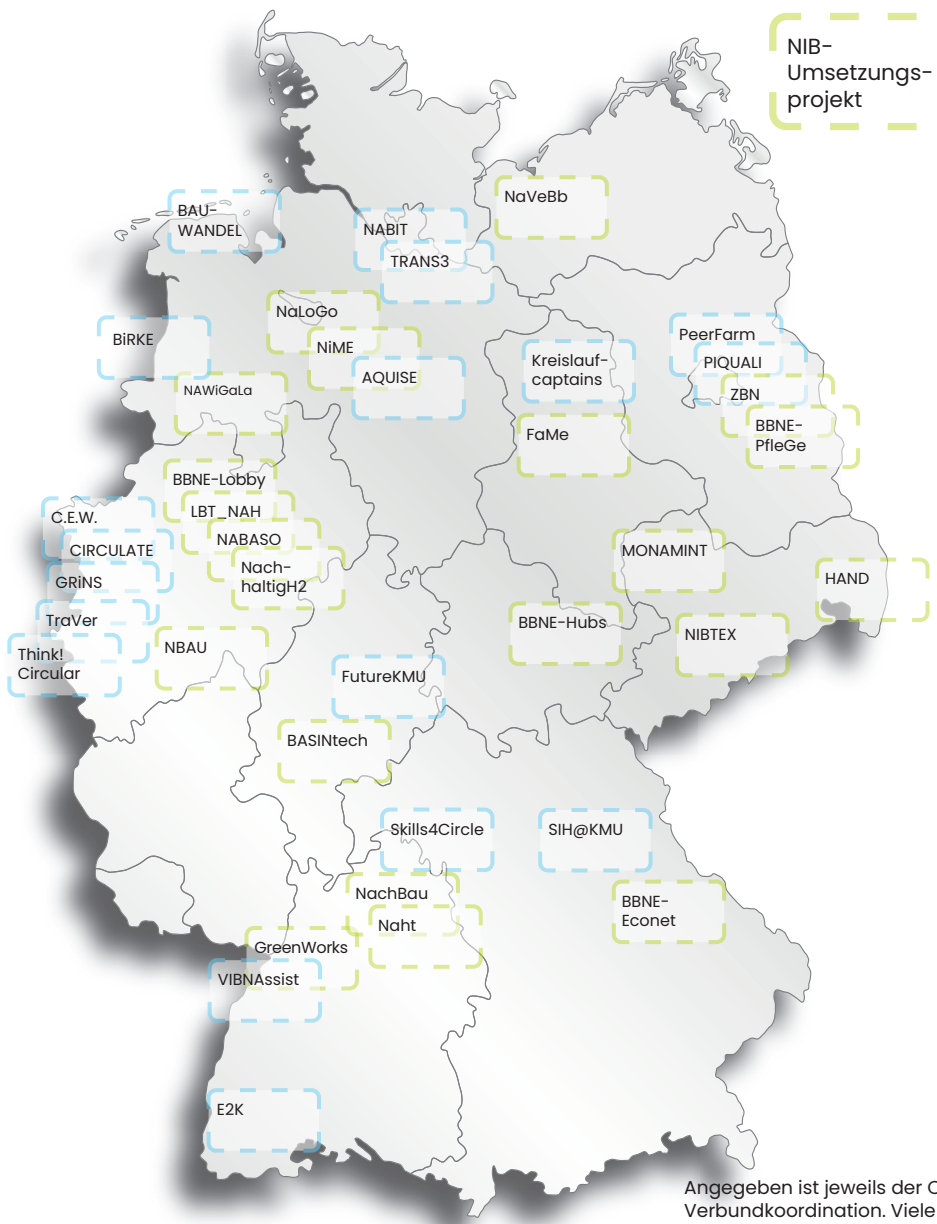 NIB-
Umsetzungs-
projekt
NaVeBb
BAU-
WANDEL
NABIT
TRANS3
NaLoGo
BiRKE
NiME
AQUISE
NAWiGaLa
Kreislauf-
captains
FaMe
PeerFarm
PIQUALI
ZBN
BBNE-
PfleGe
BBNE-Lobby
LBT_NAH
NABASO
Nach-
haltigH2
C.E.W.
CIRCULATE
GRiNS
TraVer
Think!
Circular
NBAU
MONAMINT
HAND
BBNE-Hubs
NIBTEX
FutureKMU
BASINtech
Skills4Circle
SIH@KMU
NachBau
Naht
BBNE-
Econet
GreenWorks
VIBNAssist
E2K
Angegeben ist jeweils der
Verbundkoordination. Viele